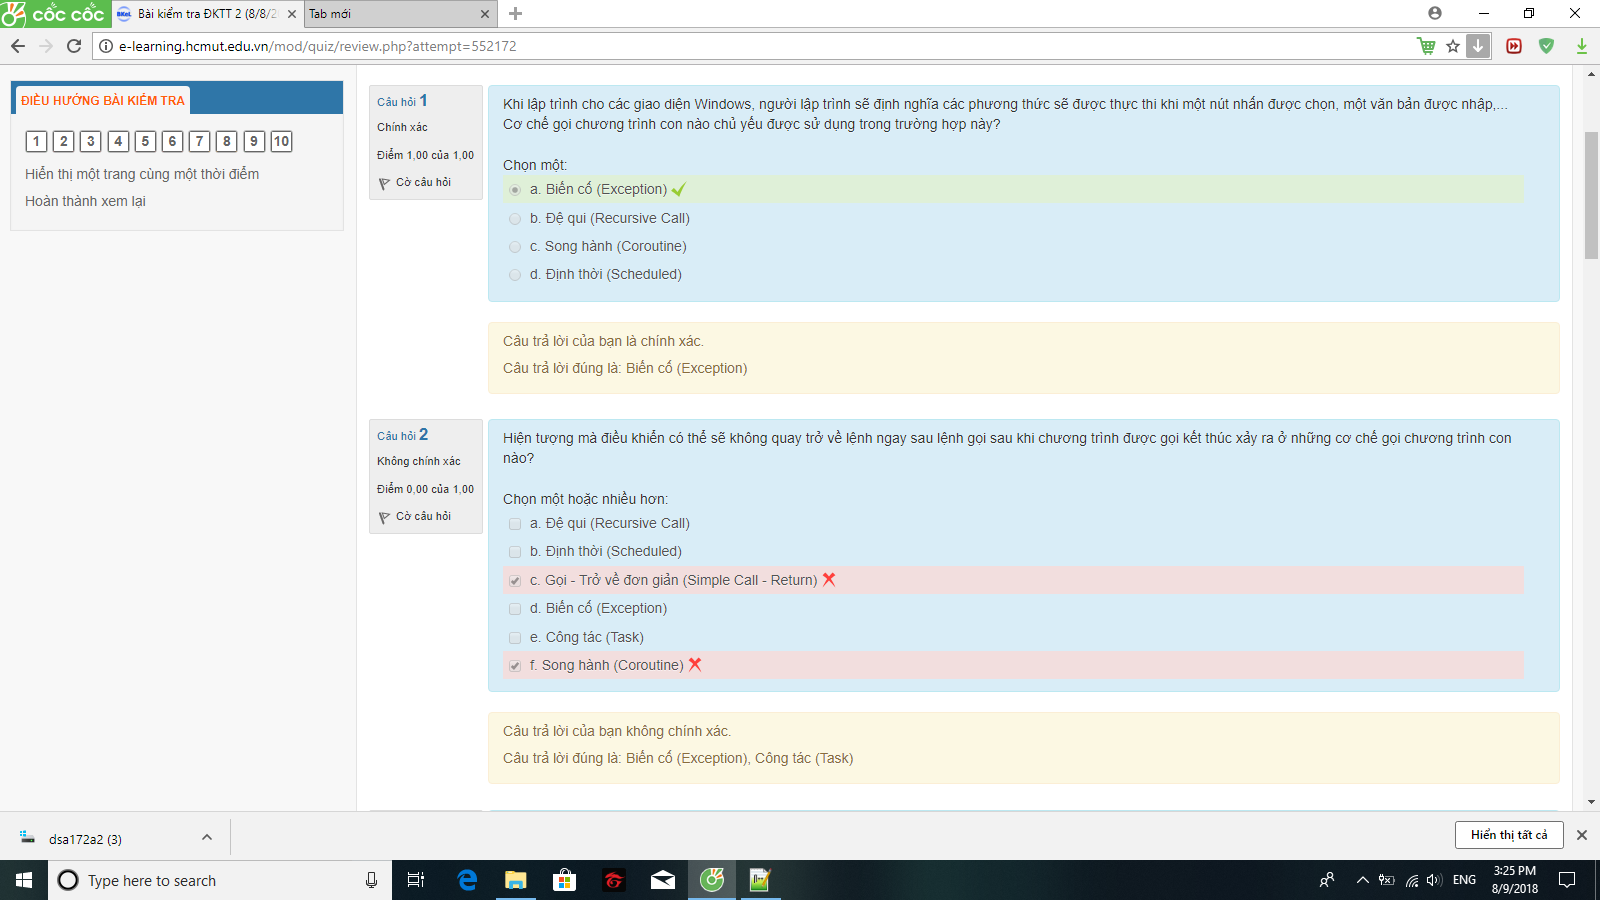 cốc cốc
BKeL
Bài kiểm tra ĐKTT 2 (8/8/2
Tab mới
e-learning.hcmut.edu.vn/mod/quiz/review.php?attempt=552172
ĐIỀU HƯỚNG BÀI KIỂM TRA
1 2 3 4 5 6 7 8 9 10
Hiển thị một trang cùng một thời điểm
Hoàn thành xem lại
Câu hỏi 1
Chính xác
Điểm 1,00 của 1,00
Cờ câu hỏi
Khi lập trình cho các giao diện Windows, người lập trình sẽ định nghĩa các phương thức sẽ được thực thi khi một nút nhấn được chọn, một văn bản được nhập,...
Cơ chế gọi chương trình con nào chủ yếu được sử dụng trong trường hợp này?
Chọn một:
a. Biến cố (Exception)
b. Đệ qui (Recursive Call)
c. Song hành (Coroutine)
d. Định thời (Scheduled)
Câu trả lời của bạn là chính xác.
Câu trả lời đúng là: Biến cố (Exception)
Câu hỏi 2
Không chính xác
Điểm 0,00 của 1,00
Cờ câu hỏi
Hiện tượng mà điều khiển có thể sẽ không quay trở về lệnh ngay sau lệnh gọi sau khi chương trình được gọi kết thúc xảy ra ở những cơ chế gọi chương trình con
nào?
Chọn một hoặc nhiều hơn:
a. Đệ qui (Recursive Call)
b. Định thời (Scheduled)
c. Gọi - Trở về đơn giản (Simple Call - Return)
d. Biến cố (Exception)
e. Công tác (Task)
f. Song hành (Coroutine)
Câu trả lời của bạn không chính xác.
Câu trả lời đúng là: Biến cố (Exception), Công tác (Task)
dsa172a2 (3)
Hiển thị tất cả
Type here to search
ENG
3:25 PM
8/9/2018